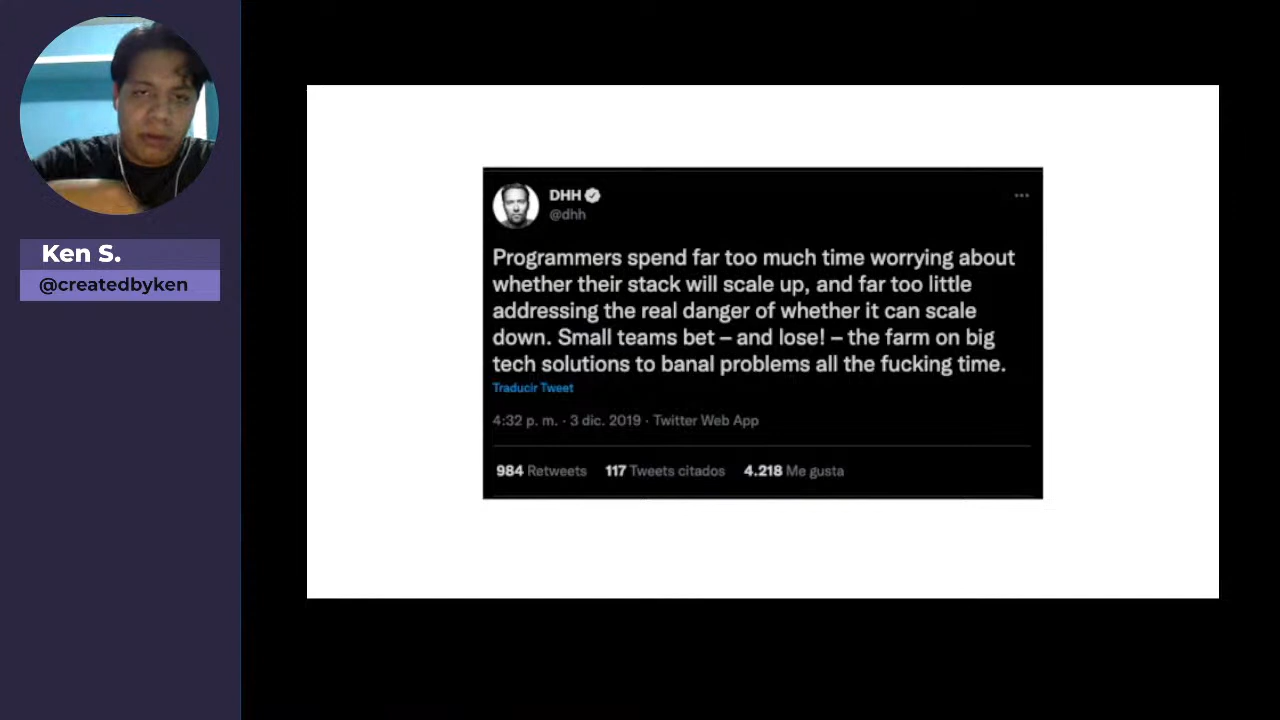 Ken S.
@createdbyken
DHH
@dhh
Programmers spend far too much time worrying about
whether their stack will scale up, and far too little
addressing the real danger of whether it can scale
down. Small teams bet – and lose! – the farm on big
tech solutions to banal problems all the fucking time.
Traducir Tweet
4:32 p. m. · 3 dic. 2019 · Twitter Web App
984 Retweets 117 Tweets citados 4.218 Me gusta